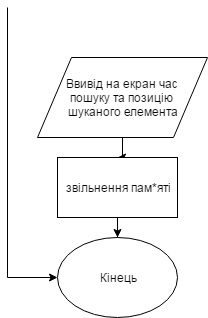 Ввивід на екран час
пошуку та позицію
шуканого елемента
звільнення пам*яті
Кінець